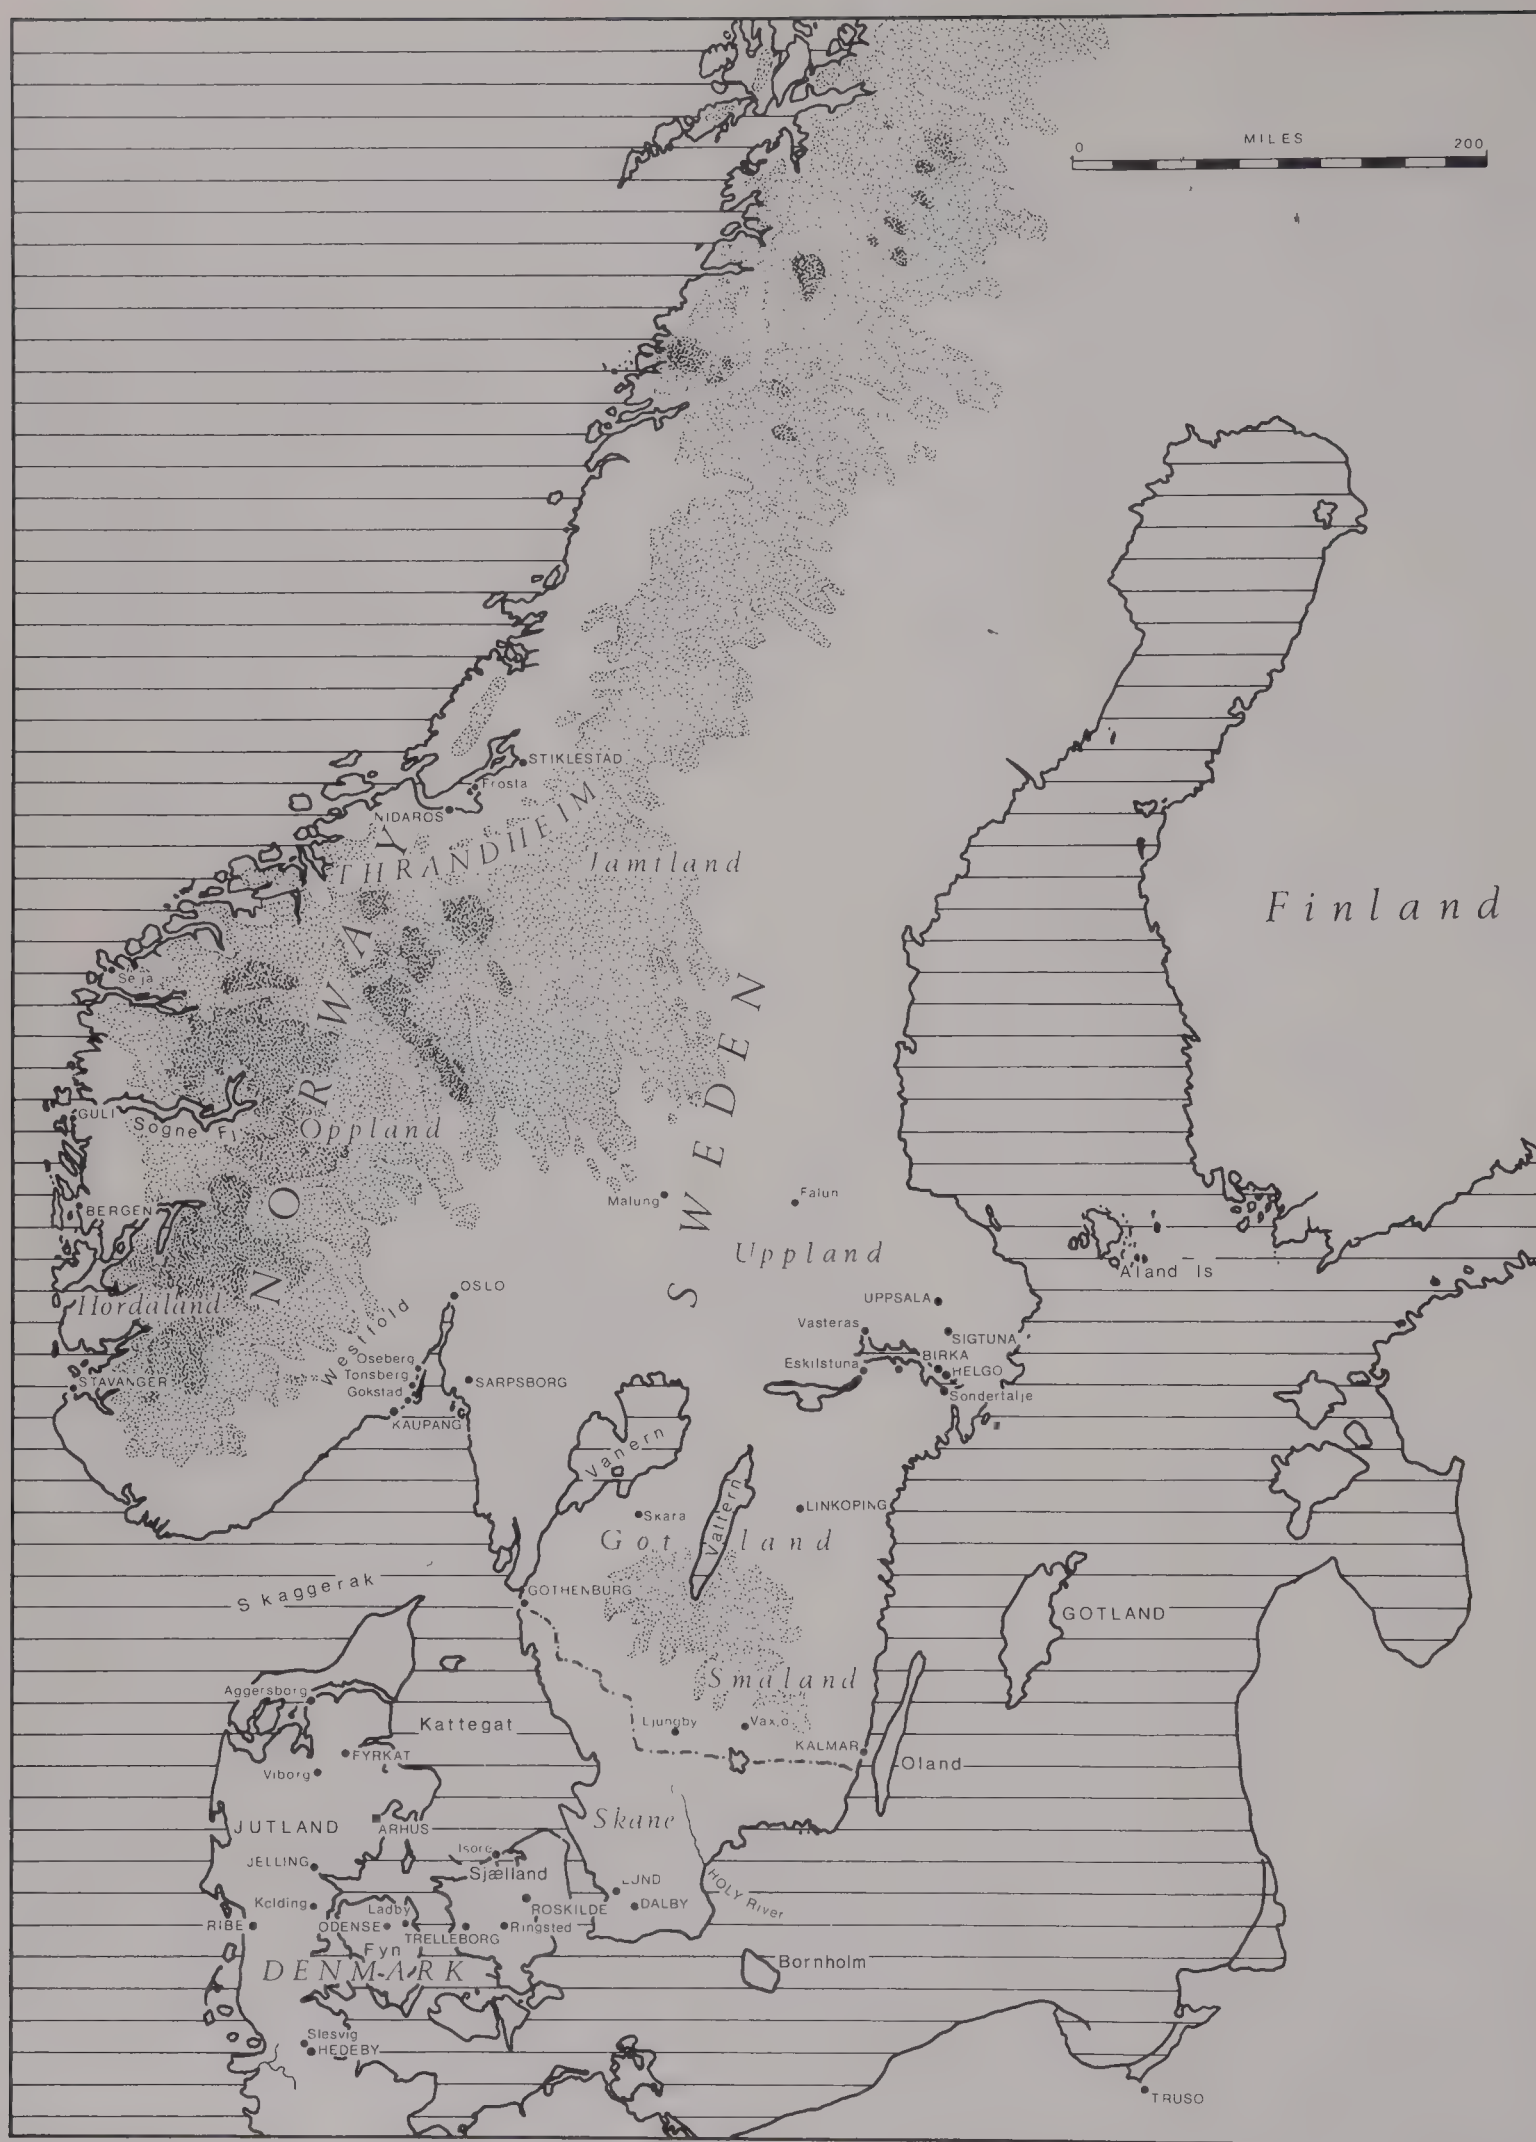 MILES
0 200
STIKLESTAD
Frosta
NIDAROS
THRANDHEIM
Jamtland
Finland
NORWAY
SWEDEN
Selja
GULI
Sogne Fj
Oppland
Malung
Falun
BERGEN
Uppland
Aland Is
Hordaland
OSLO
UPPSALA
Westfold
Vasteras
SIGTUNA
BIRKA
Oseberg
Eskilstuna
HELGO
Tonsberg
STAVANGER
SARPSBORG
Gokstad
Sondertalje
KAUPANG
Vanern
Vattern
LINKOPING
Skara
Gotland
Skaggerak
GOTHENBURG
GOTLAND
Smaland
Aggersborg
Kattegat
Ljungby
Vaxjo
KALMAR
FYRKAT
Oland
Viborg
JUTLAND
ARHUS
Skane
Isore
JELLING
Sjælland
LUND
HOLY River
Kolding
Ladby
ROSKILDE
DALBY
RIBE
ODENSE
Ringsted
TRELLEBORG
Fyn
Bornholm
DENMARK
Slesvig
HEDEBY
TRUSO